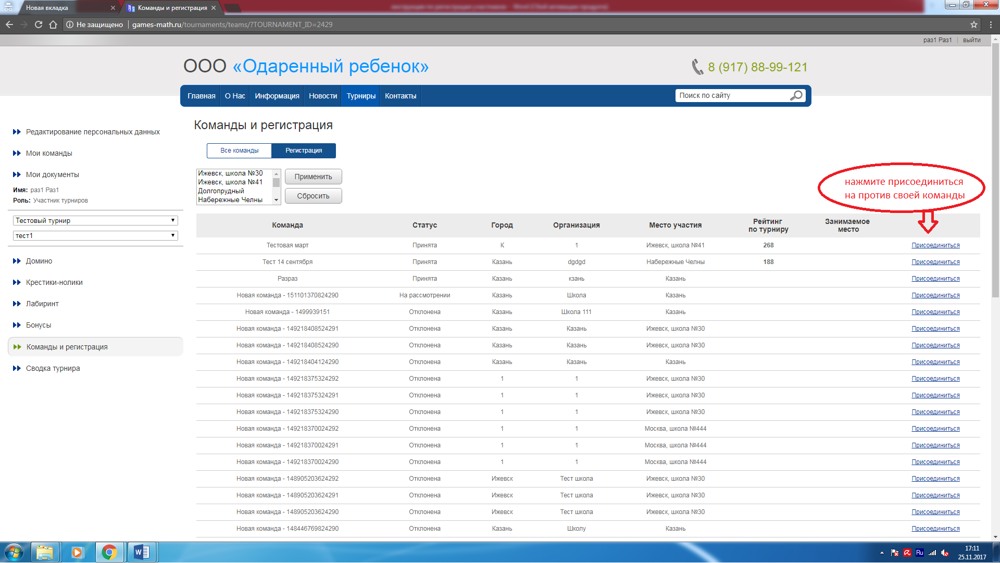 Новая вкладка
Команды и регистрация
Не защищено
games-math.ru/tournaments/teams/?TOURNAMENT_ID=2429
раз1 Раз1
выйти
ООО «Одаренный ребенок»
8 (917) 88-99-121
Главная О Нас Информация Новости Турниры Контакты
Поиск по сайту
Редактирование персональных данных
Мои команды
Мои документы
Имя: раз1 Раз1
Роль: Участник турниров
Тестовый турнир
тест1
Домино
Крестики-нолики
Лабиринт
Бонусы
Команды и регистрация
Сводка турнира
Команды и регистрация
Все команды Регистрация
Ижевск, школа №30
Ижевск, школа №41
Долгопрудный
Набережные Челны
Применить
Сбросить
нажмите присоединиться
на против своей команды
Команда Статус Город Организация Место участия Рейтинг по турниру Занимаемое место
Тестовая март Принята К 1 Ижевск, школа №41 268 Присоединиться
Тест 14 сентября Принята Казань dgdgd Набережные Челны 188 Присоединиться
Разраз Принята Казань кзань Казань Присоединиться
Новая команда - 151101370824290 На рассмотрении Казань Школа Казань Присоединиться
Новая команда - 1499939151 Отклонена Казань Школа 111 Казань Присоединиться
Новая команда - 149218408524291 Отклонена Казань Казань Ижевск, школа №30 Присоединиться
Новая команда - 149218408524290 Отклонена Казань Казань Ижевск, школа №30 Присоединиться
Новая команда - 149218404124290 Отклонена Казань Казань Казань Присоединиться
Новая команда - 149218375324292 Отклонена 1 1 Ижевск, школа №30 Присоединиться
Новая команда - 149218375324291 Отклонена 1 1 Ижевск, школа №30 Присоединиться
Новая команда - 149218375324290 Отклонена 1 1 Ижевск, школа №30 Присоединиться
Новая команда - 149218370024292 Отклонена 1 1 Москва, школа №444 Присоединиться
Новая команда - 149218370024291 Отклонена 1 1 Москва, школа №444 Присоединиться
Новая команда - 149218370024290 Отклонена 1 1 Москва, школа №444 Присоединиться
Новая команда - 148905203624292 Отклонена Ижевск Тест школа Ижевск, школа №30 Присоединиться
Новая команда - 148905203624291 Отклонена Ижевск Тест школа Ижевск, школа №30 Присоединиться
Новая команда - 148905203624290 Отклонена Ижевск Тест школа Ижевск, школа №30 Присоединиться
Новая команда - 148446769824290 Отклонена Казань Школу Казань Присоединиться
Ru
17:11
25.11.2017